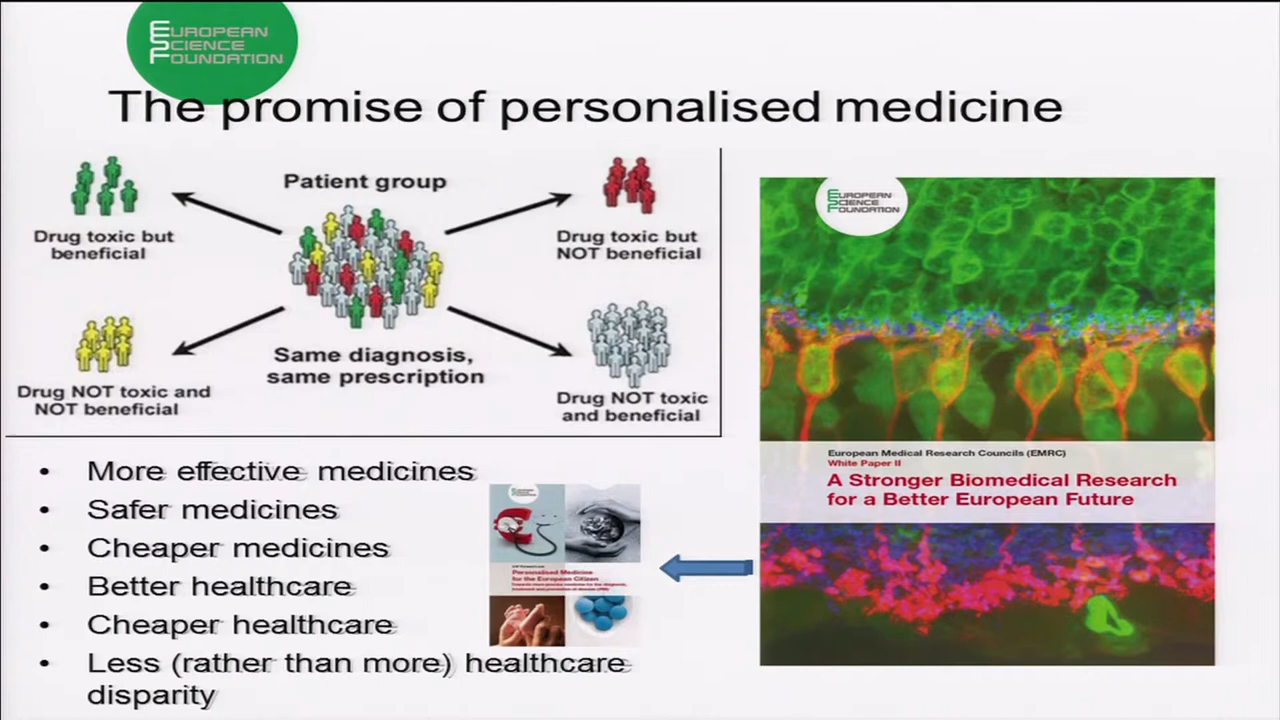 EUROPEAN
SCIENCE
FOUNDATION
The promise of personalised medicine
Patient group
Drug toxic but
beneficial
Drug toxic but
NOT beneficial
Same diagnosis,
same prescription
Drug NOT toxic and
NOT beneficial
Drug NOT toxic
and beneficial
• More effective medicines
• Safer medicines
• Cheaper medicines
• Better healthcare
• Cheaper healthcare
• Less (rather than more) healthcare
disparity
Personalised Medicine
for the European Citizen
EUROPEAN
SCIENCE
FOUNDATION
European Medical Research Councils (EMRC)
White Paper II
A Stronger Biomedical Research
for a Better European Future